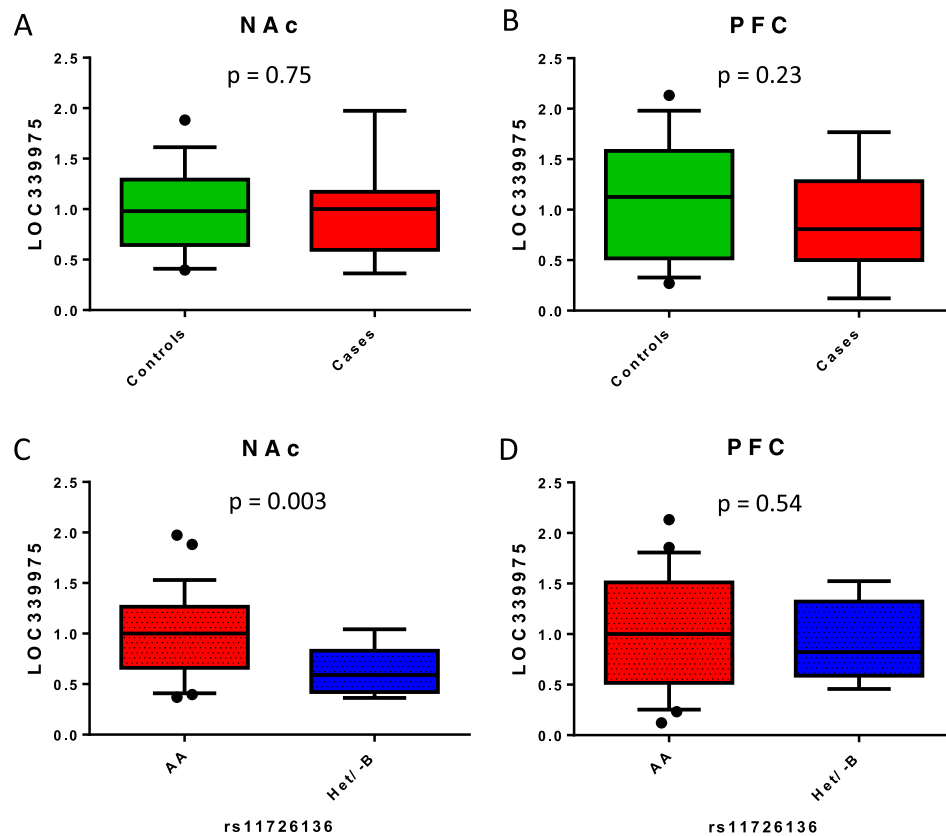 A
NAc
p = 0.75
LOC339975
2.5
2.0
1.5
1.0
0.5
0.0
Controls
Cases
B
PFC
p = 0.23
LOC339975
2.5
2.0
1.5
1.0
0.5
0.0
Controls
Cases
C
NAc
p = 0.003
LOC339975
2.5
2.0
1.5
1.0
0.5
0.0
AA
Het/-B
rs11726136
D
PFC
p = 0.54
LOC339975
2.5
2.0
1.5
1.0
0.5
0.0
AA
Het/-B
rs11726136